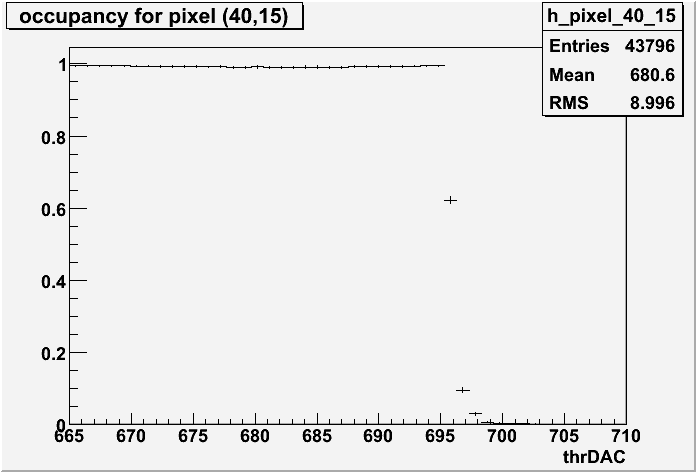 occupancy for pixel (40,15)
h_pixel_40_15
Entries 43796
Mean 680.6
RMS 8.996
1
0.8
0.6
0.4
0.2
0
665 670 675 680 685 690 695 700 705 710
thrDAC